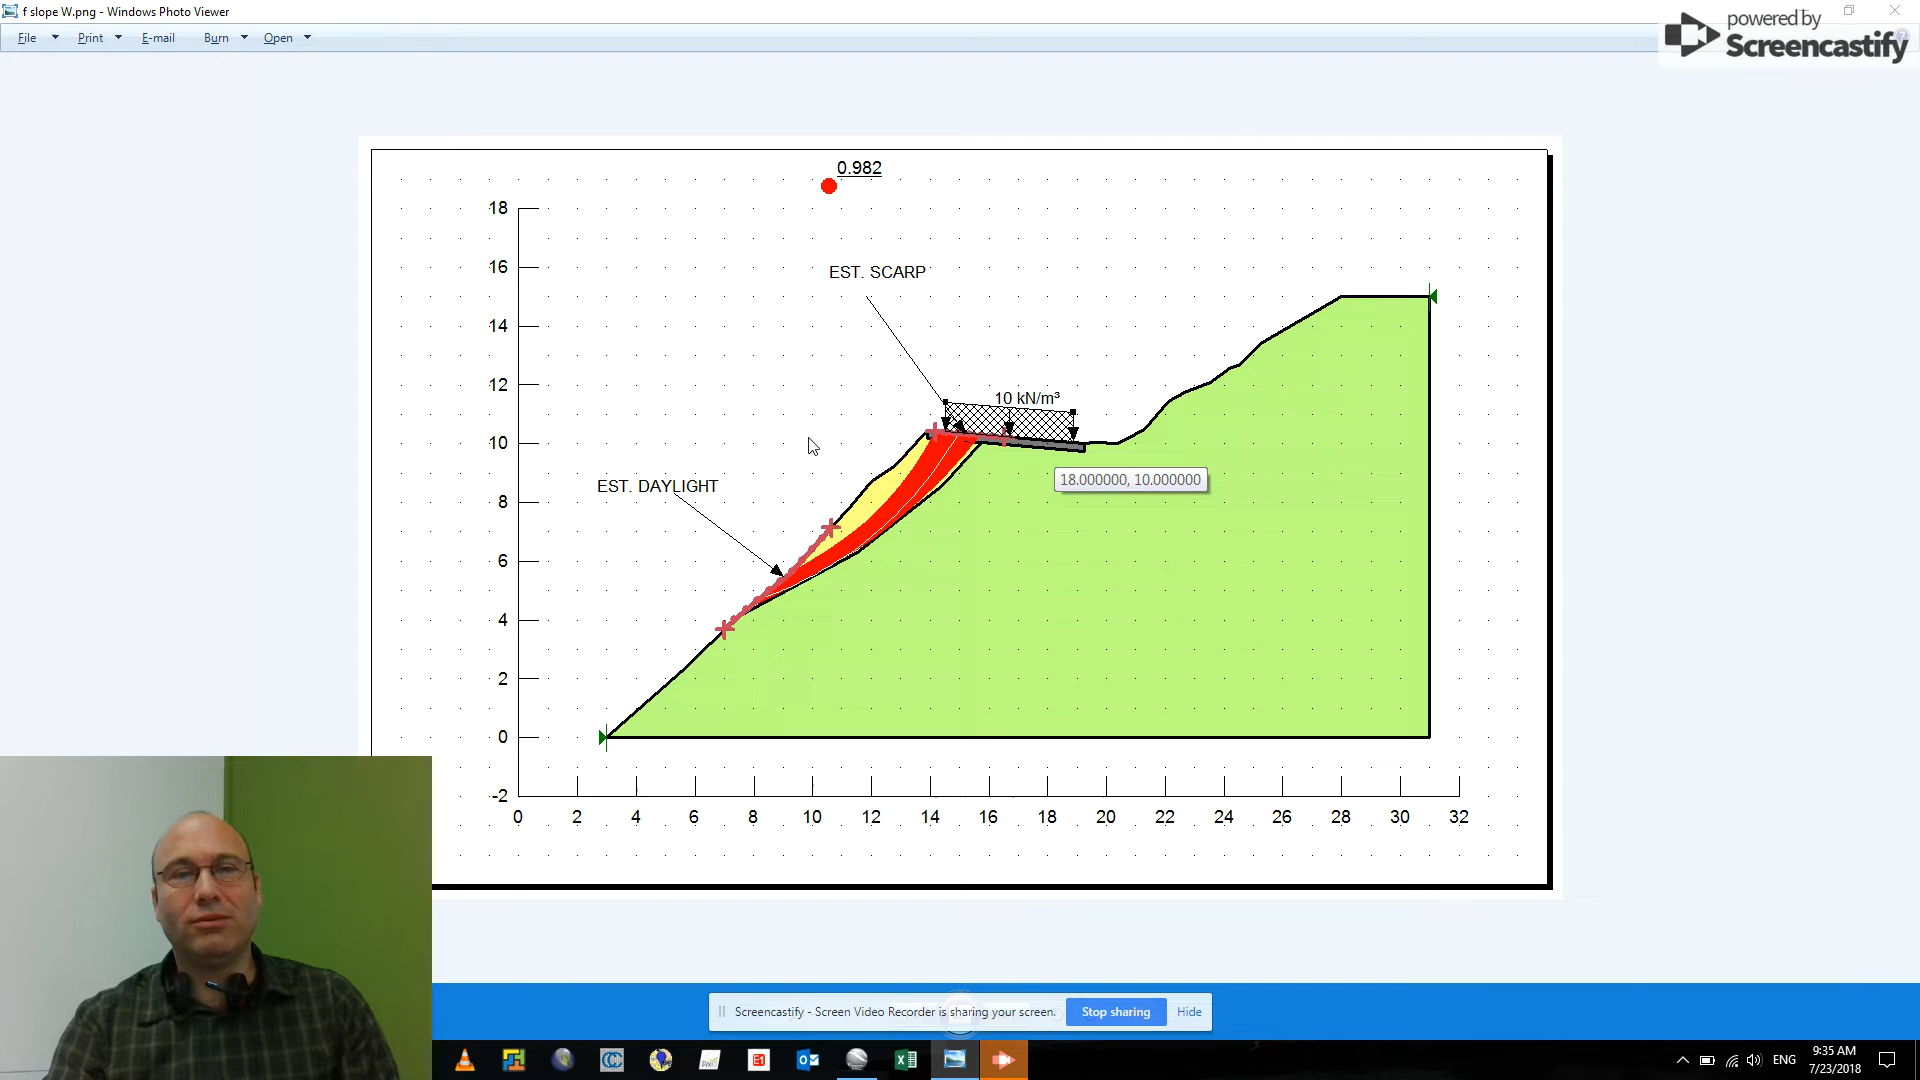 f slope W.png - Windows Photo Viewer
File Print E-mail Burn Open
powered by
Screencastify
0.982
18
16
EST. SCARP
14
12
10 kN/m³
10
18.000000, 10.000000
EST. DAYLIGHT
8
6
4
2
0
-2
0 2 4 6 8 10 12 14 16 18 20 22 24 26 28 30 32
Screencastify - Screen Video Recorder is sharing your screen. Stop sharing Hide
ENG
9:35 AM
7/23/2018